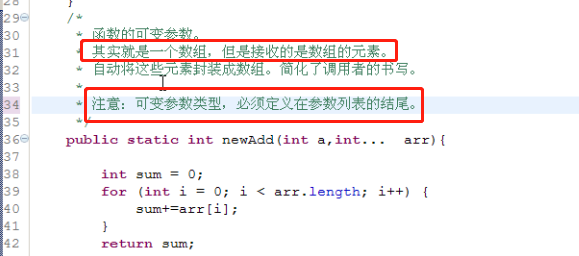 28 }
29 /*
30 * 函数的可变参数。
31 * 其实就是一个数组，但是接收的是数组的元素。
32 * 自动将这些元素封装成数组。简化了调用者的书写。
33 *
34 * 注意：可变参数类型，必须定义在参数列表的结尾。
35 */
36 public static int newAdd(int a,int... arr){
37
38 int sum = 0;
39 for (int i = 0; i < arr.length; i++) {
40 sum+=arr[i];
41 }
42 return sum;